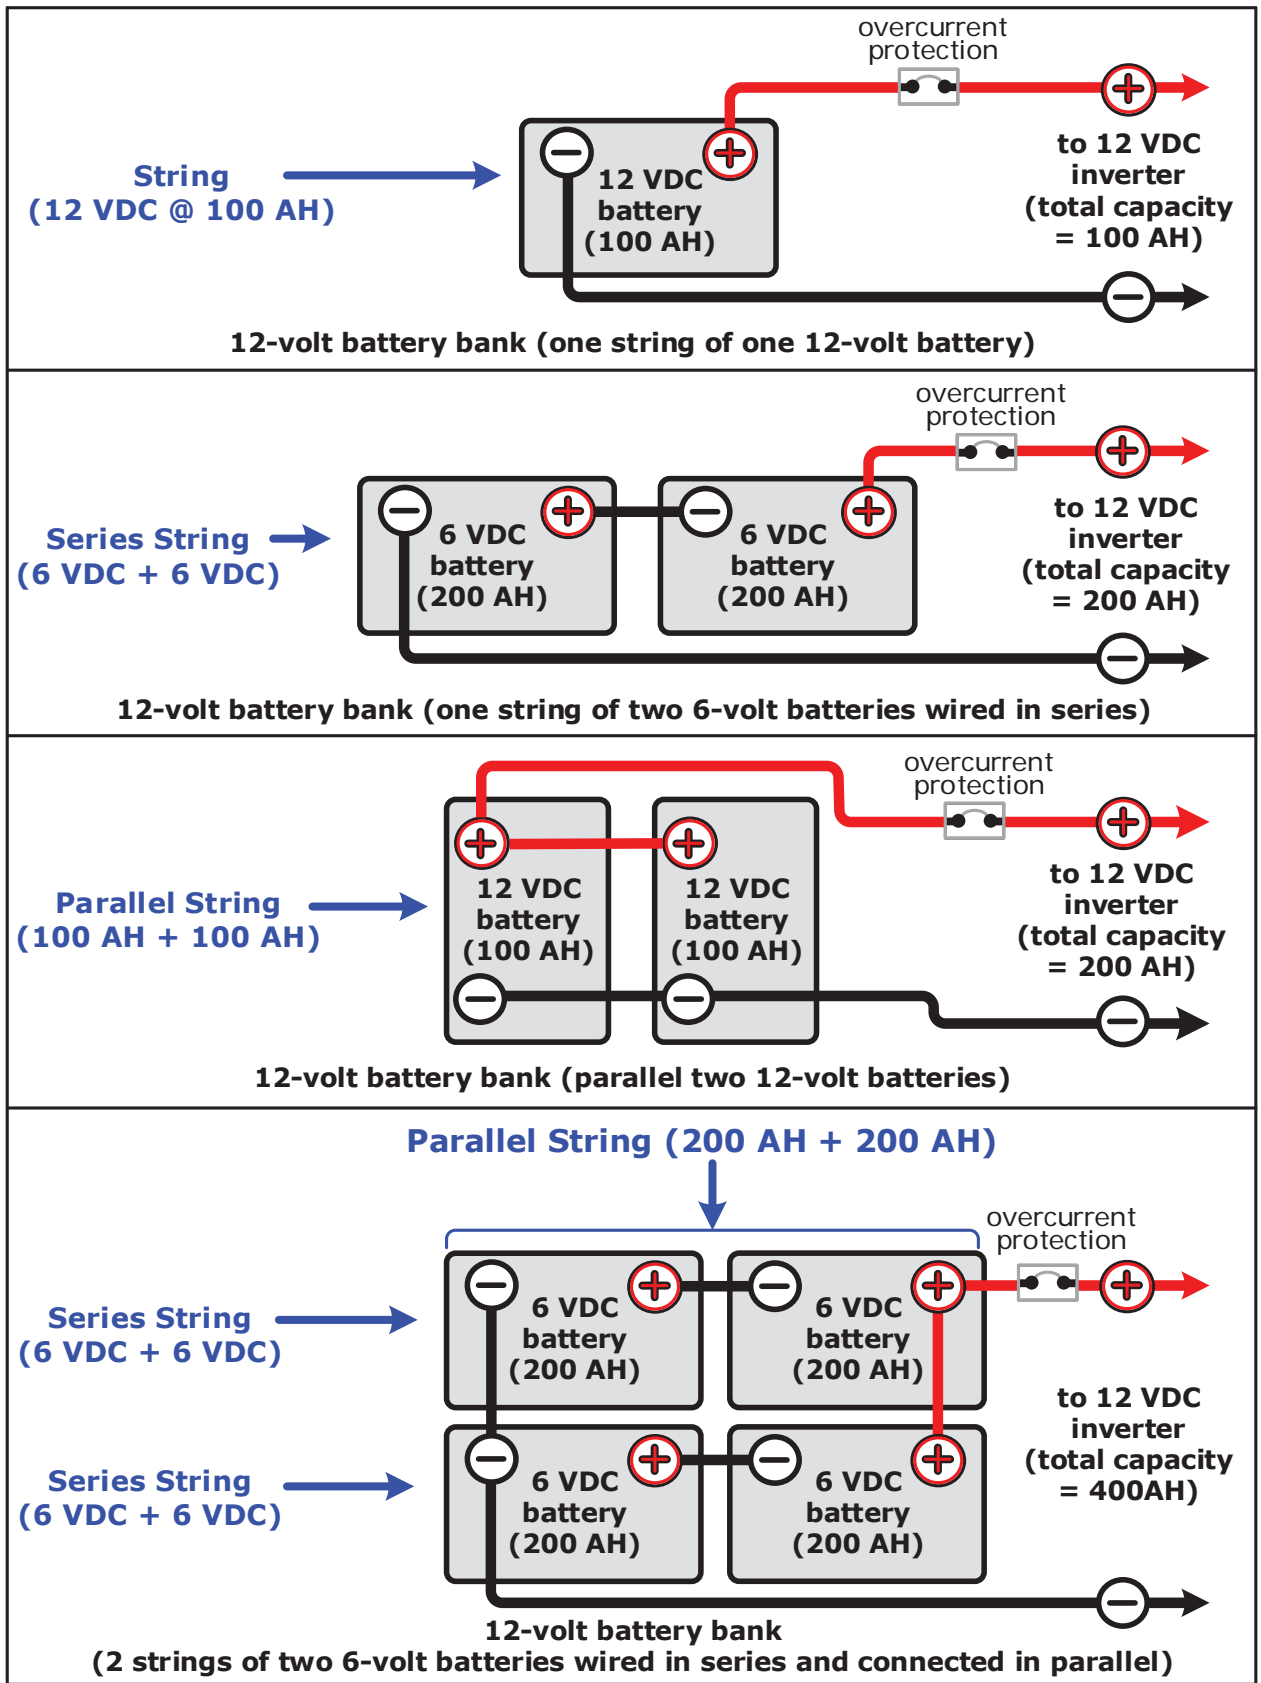 overcurrent
protection
String
(12 VDC @ 100 AH)
12 VDC
battery
(100 AH)
to 12 VDC
inverter
(total capacity
= 100 AH)
12-volt battery bank (one string of one 12-volt battery)
overcurrent
protection
Series String
(6 VDC + 6 VDC)
6 VDC
battery
(200 AH)
6 VDC
battery
(200 AH)
to 12 VDC
inverter
(total capacity
= 200 AH)
12-volt battery bank (one string of two 6-volt batteries wired in series)
overcurrent
protection
Parallel String
(100 AH + 100 AH)
12 VDC
battery
(100 AH)
12 VDC
battery
(100 AH)
to 12 VDC
inverter
(total capacity
= 200 AH)
12-volt battery bank (parallel two 12-volt batteries)
Parallel String (200 AH + 200 AH)
overcurrent
protection
Series String
(6 VDC + 6 VDC)
6 VDC
battery
(200 AH)
6 VDC
battery
(200 AH)
Series String
(6 VDC + 6 VDC)
6 VDC
battery
(200 AH)
6 VDC
battery
(200 AH)
to 12 VDC
inverter
(total capacity
= 400AH)
12-volt battery bank
(2 strings of two 6-volt batteries wired in series and connected in parallel)